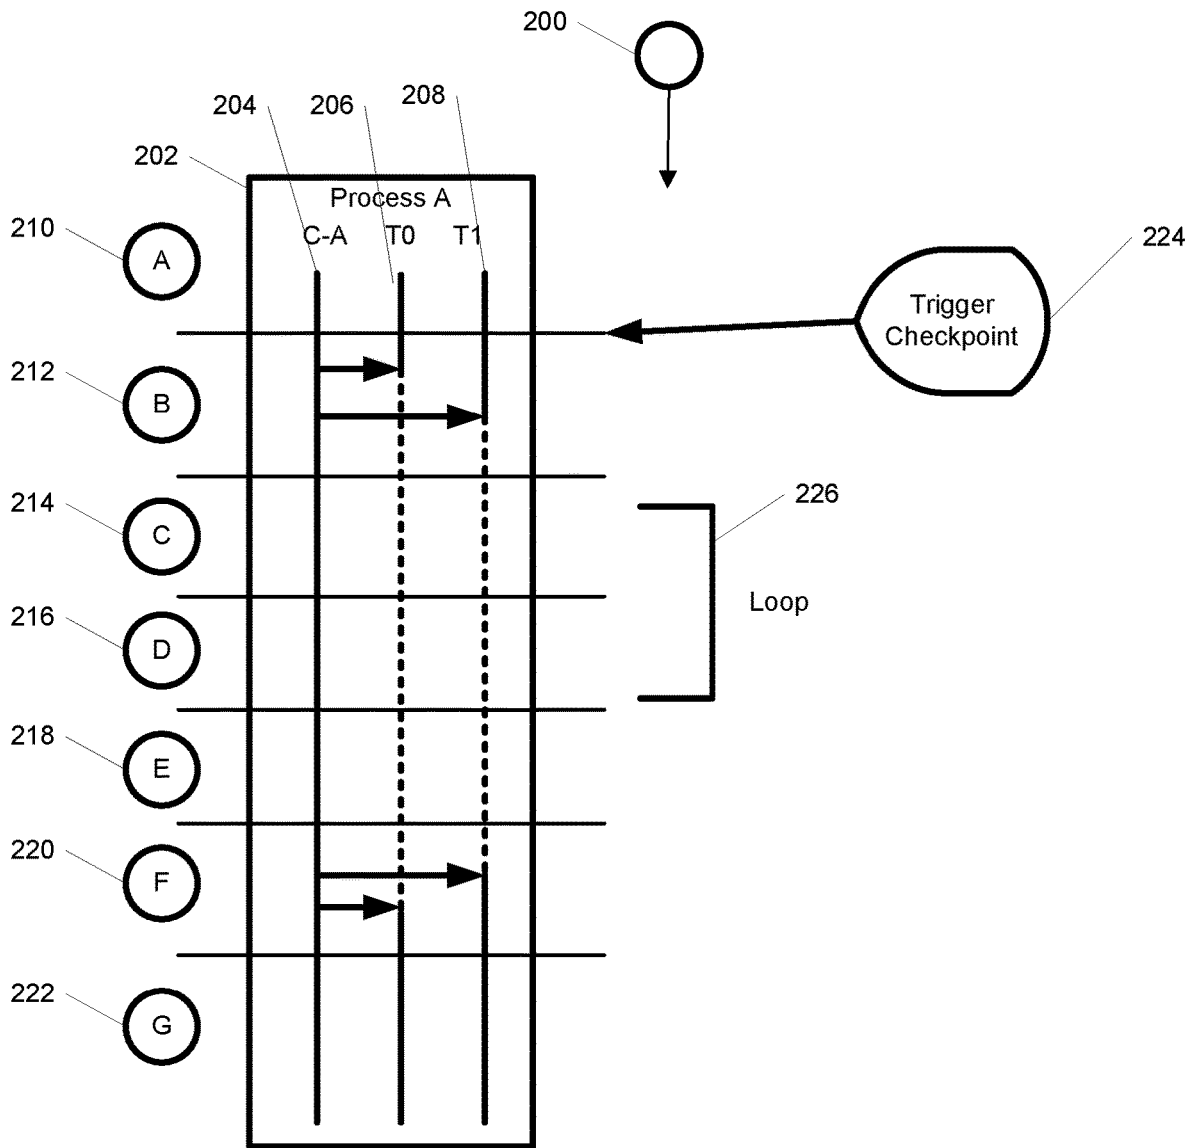 200
204 206 208
202
Process A
C-A T0 T1
210
A
224
Trigger
Checkpoint
212
B
214
C
226
216
D
Loop
218
E
220
F
222
G